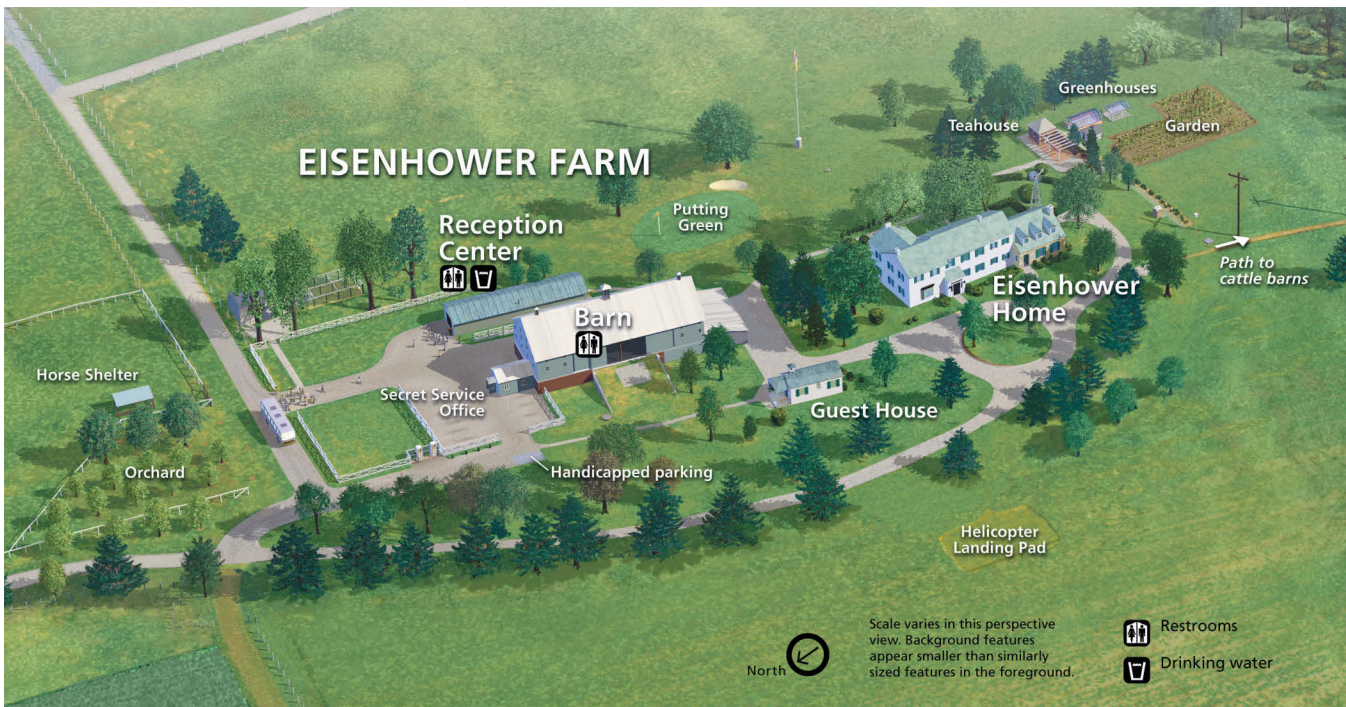 EISENHOWER FARM
Greenhouses
Teahouse
Garden
Reception
Center
Putting
Green
Path to
cattle barns
Eisenhower
Home
Barn
Horse Shelter
Secret Service
Office
Guest House
Orchard
Handicapped parking
Helicopter
Landing Pad
North
Scale varies in this perspective
view. Background features
appear smaller than similarly
sized features in the foreground.
Restrooms
Drinking water